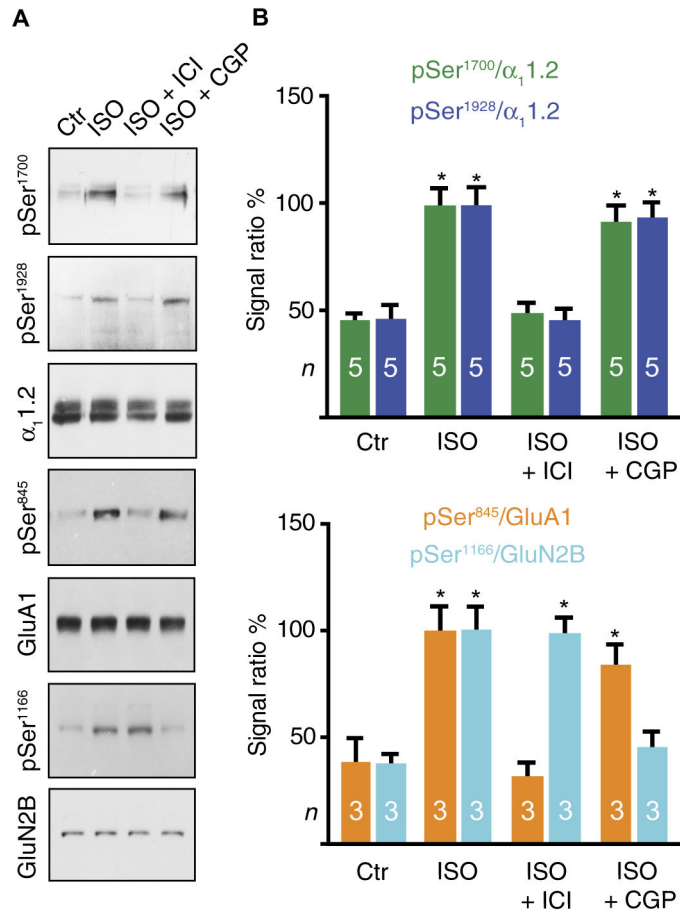 A
Ctr
ISO
ISO + ICI
ISO + CGP
pSer¹⁷⁰⁰
pSer¹⁹²⁸
α₁1.2
pSer⁸⁴⁵
GluA1
pSer¹¹⁶⁶
GluN2B
B
pSer¹⁷⁰⁰/α₁1.2
pSer¹⁹²⁸/α₁1.2
Signal ratio %
150
100
50
* * * *
n 5 5 5 5 5 5 5 5
Ctr ISO ISO ISO
+ ICI + CGP
pSer⁸⁴⁵/GluA1
pSer¹¹⁶⁶/GluN2B
Signal ratio %
150
100
50
* * * *
n 3 3 3 3 3 3 3 3
Ctr ISO ISO ISO
+ ICI + CGP